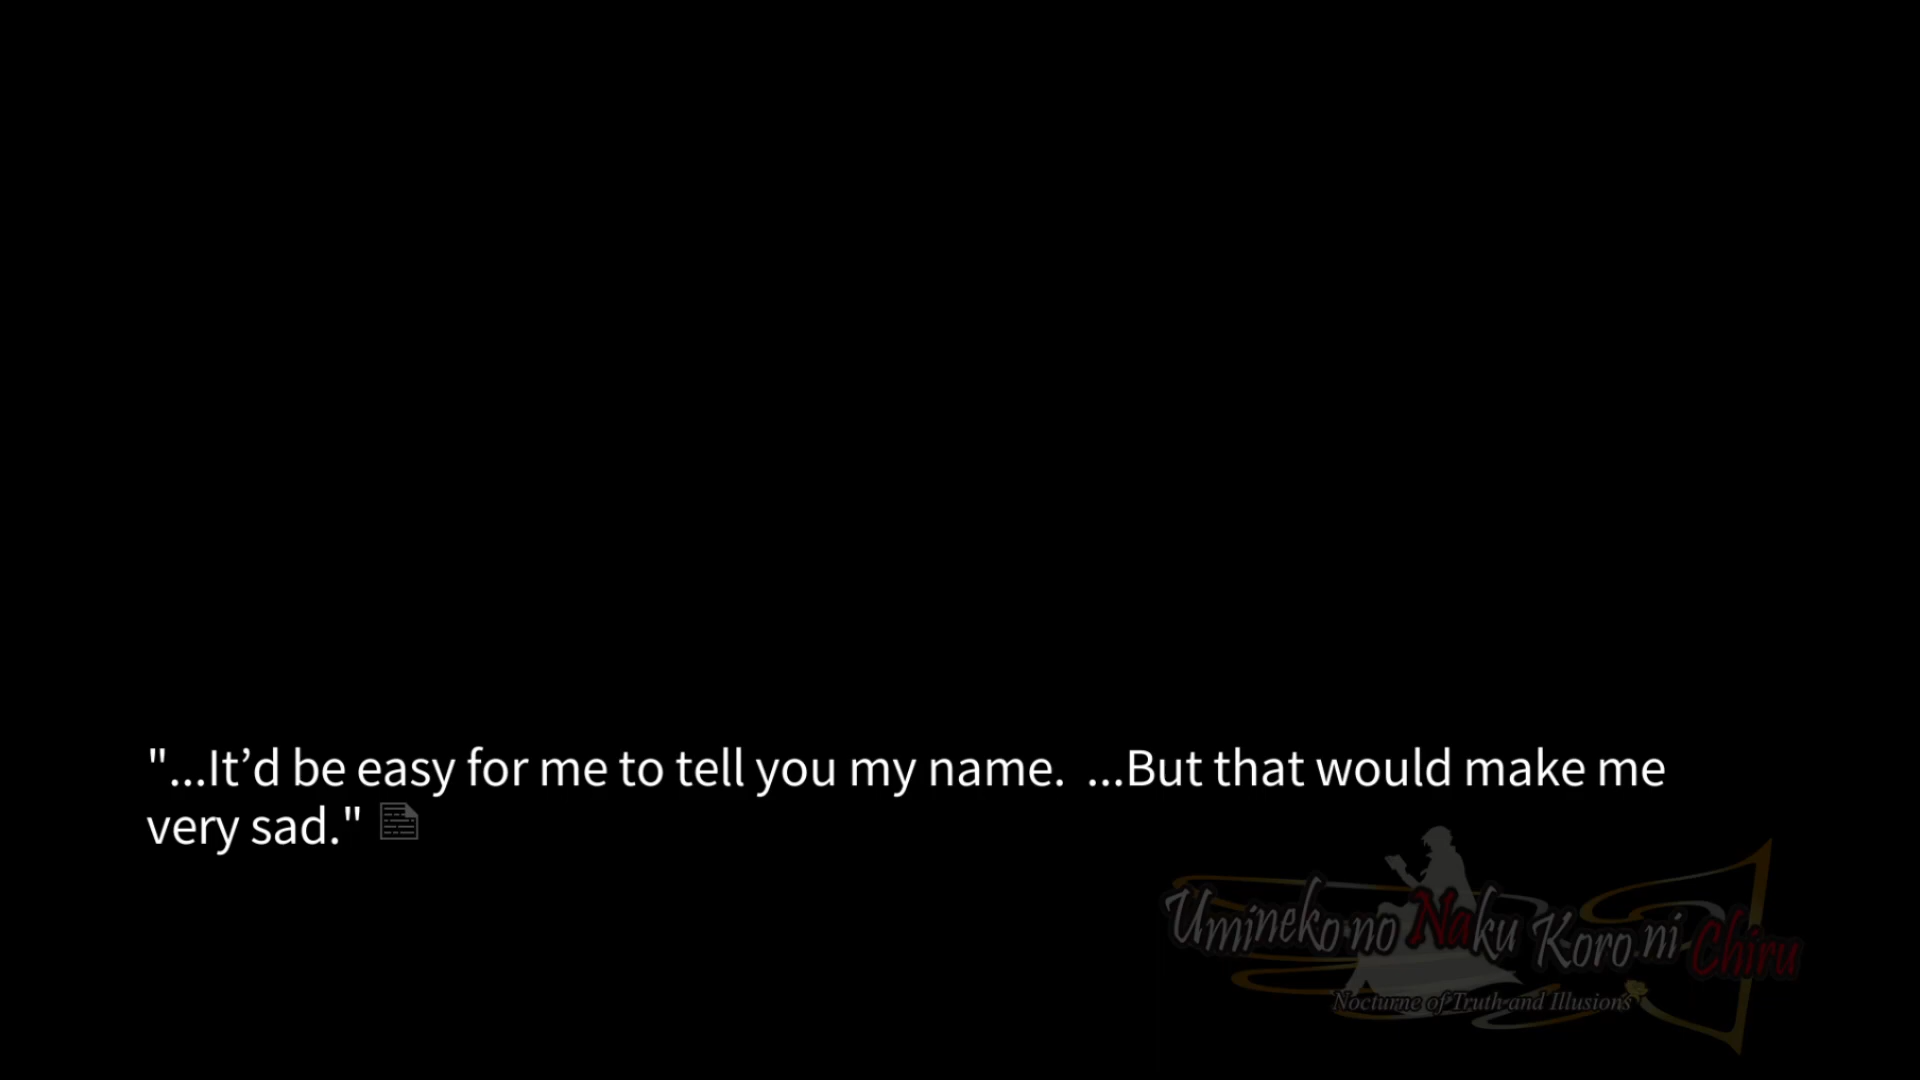 "...It’d be easy for me to tell you my name.  ...But that would make me
very sad."
Umineko no Naku Koro ni Chiru
Nocturne of Truth and Illusions